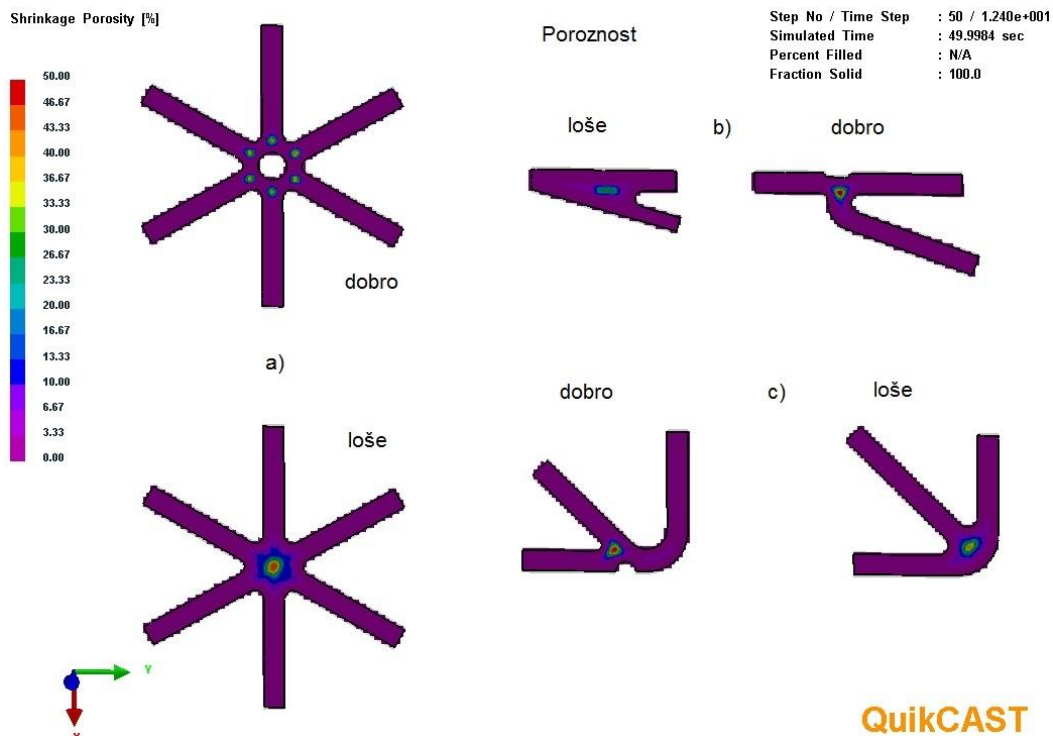 Shrinkage Porosity [%]
50.00
46.67
43.33
40.00
36.67
33.33
30.00
26.67
23.33
20.00
16.67
13.33
10.00
6.67
3.33
0.00
Poroznost
Step No / Time Step : 50 / 1.240e+001
Simulated Time : 49.9984 sec
Percent Filled : N/A
Fraction Solid : 100.0
dobro
a)
loše
loše b) dobro
dobro c) loše
Y
X
QuikCAST